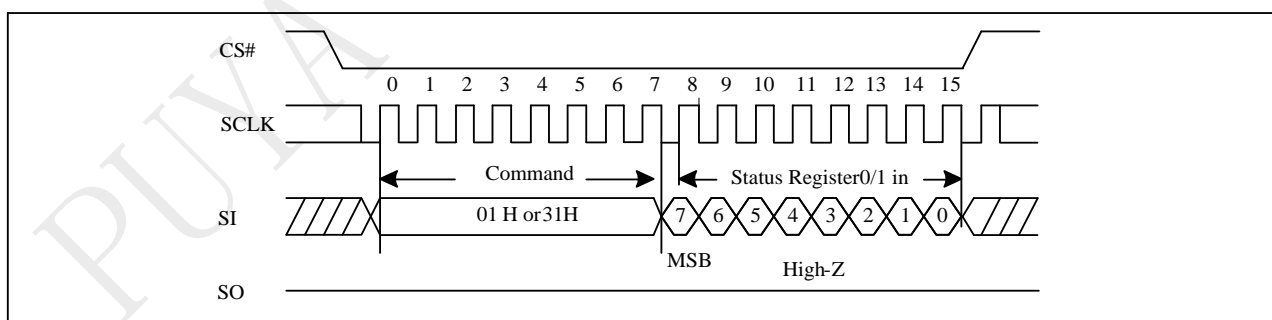 CS#
0 1 2 3 4 5 6 7 8 9 10 11 12 13 14 15
SCLK
Command Status Register0/1 in
SI 01 H or31H 7 6 5 4 3 2 1 0
MSB High-Z
SO
PUYA